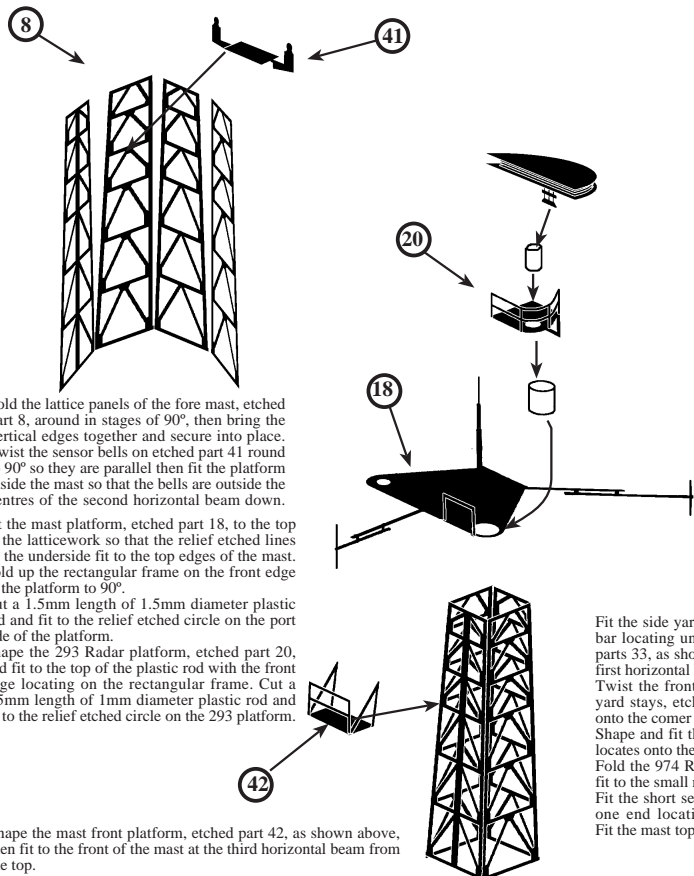 8
41
20
18
old the lattice panels of the fore mast, etched
art 8, around in stages of 90º, then bring the
ertical edges together and secure into place.
wist the sensor bells on etched part 41 round
90º so they are parallel then fit the platform
side the mast so that the bells are outside the
entres of the second horizontal beam down.
t the mast platform, etched part 18, to the top
the latticework so that the relief etched lines
the underside fit to the top edges of the mast.
old up the rectangular frame on the front edge
the platform to 90º.
ut a 1.5mm length of 1.5mm diameter plastic
d and fit to the relief etched circle on the port
de of the platform.
hape the 293 Radar platform, etched part 20,
d fit to the top of the plastic rod with the front
ge locating on the rectangular frame. Cut a
5mm length of 1mm diameter plastic rod and
to the relief etched circle on the 293 platform.
42
hape the mast front platform, etched part 42, as shown above,
en fit to the front of the mast at the third horizontal beam from
e top.
Fit the side yar
bar locating un
parts 33, as sho
first horizontal
Twist the front
yard stays, etch
onto the comer
Shape and fit th
locates onto the
Fold the 974 R
fit to the small r
Fit the short se
one end locati
Fit the mast top